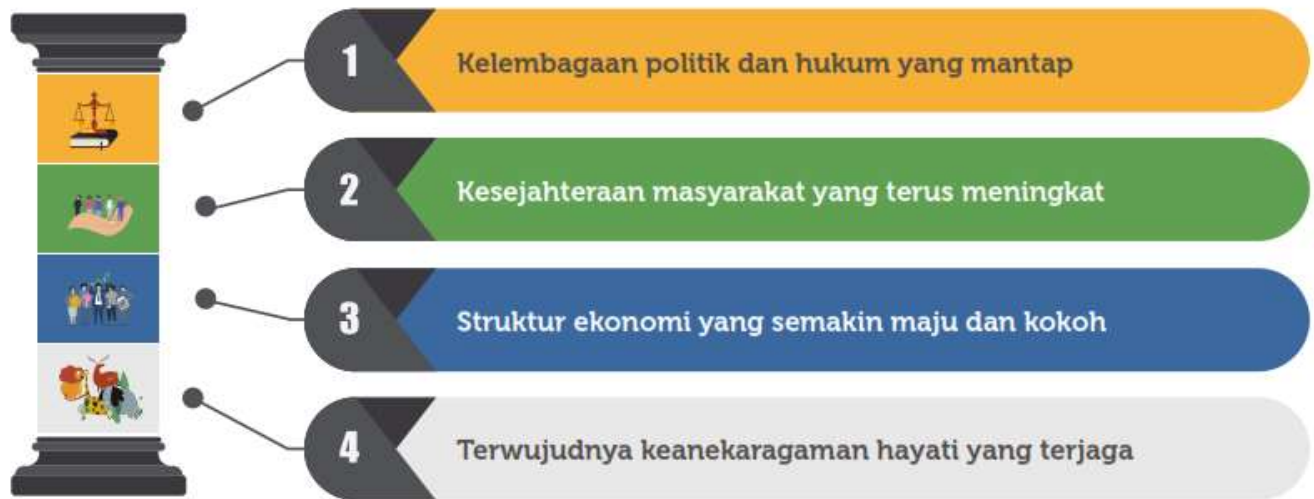 1
Kelembagaan politik dan hukum yang mantap
2
Kesejahteraan masyarakat yang terus meningkat
3
Struktur ekonomi yang semakin maju dan kokoh
4
Terwujudnya keanekaragaman hayati yang terjaga